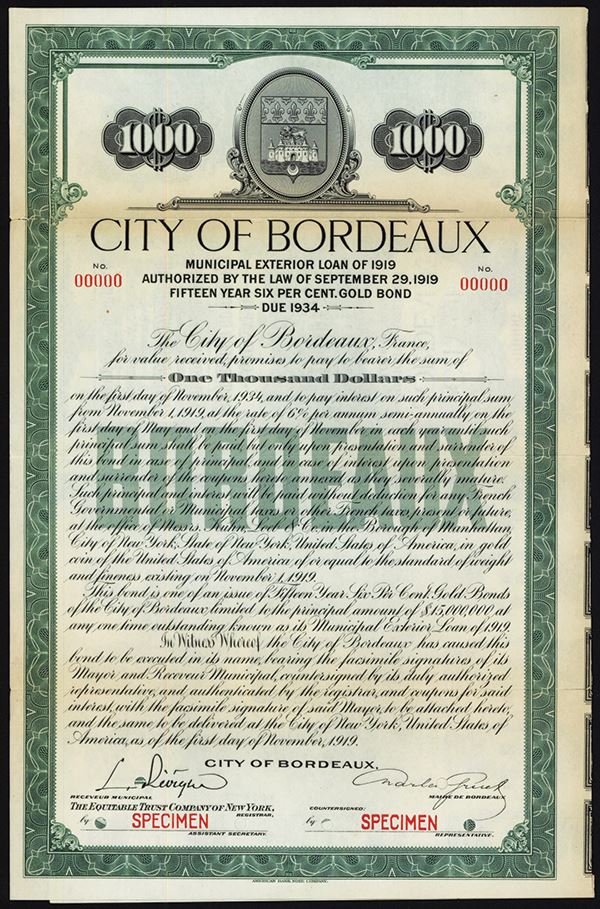 1000
1000
CITY OF BORDEAUX
MUNICIPAL EXTERIOR LOAN OF 1919
AUTHORIZED BY THE LAW OF SEPTEMBER 29, 1919
FIFTEEN YEAR SIX PER CENT. GOLD BOND
DUE 1934
No.
00000
No.
00000
The City of Bordeaux, France,
for value received, promises to pay to bearer the sum of
One Thousand Dollars
on the first day of November, 1934, and to pay interest on such principal sum
from November 1, 1919, at the rate of 6% per annum semi-annually on the
first day of May and on the first day of November in each year until such
principal sum shall be paid, but only upon presentation and surrender of
this bond in case of principal, and in case of interest upon presentation
and surrender of the coupons hereto annexed as they severally mature.
Such principal and interest will be paid without deduction for any French
Governmental or Municipal taxes or other French taxes present or future,
at the office of Messrs. & Co. in the Borough of Manhattan,
City of New York, State of New York, United States of America, in gold
coin of the United States of America of or equal to the standard of weight
and fineness existing on November 1, 1919.
This bond is one of an issue of Fifteen Year Six Per Cent. Gold Bonds
of the City of Bordeaux, limited to the principal amount of $15,000,000 at
any one time outstanding known as its Municipal Exterior Loan of 1919.
In Witness Whereof the City of Bordeaux has caused this
bond to be executed in its name, bearing the facsimile signatures of its
Mayor and Receveur Municipal, countersigned by its duly authorized
representative, and authenticated by the registrar, and coupons for said
interest, with the facsimile signature of said Mayor, to be attached hereto,
and the same to be delivered at the City of New York, United States of
America, as of the first day of November, 1919.
BORDEAUX
CITY OF BORDEAUX,
RECEVEUR MUNICIPAL
MAIRE DE BORDEAUX
THE EQUITABLE TRUST COMPANY OF NEW YORK,
REGISTRAR,
COUNTERSIGNED:
by SPECIMEN
by SPECIMEN
ASSISTANT SECRETARY.
REPRESENTATIVE.
AMERICAN BANK NOTE COMPANY.